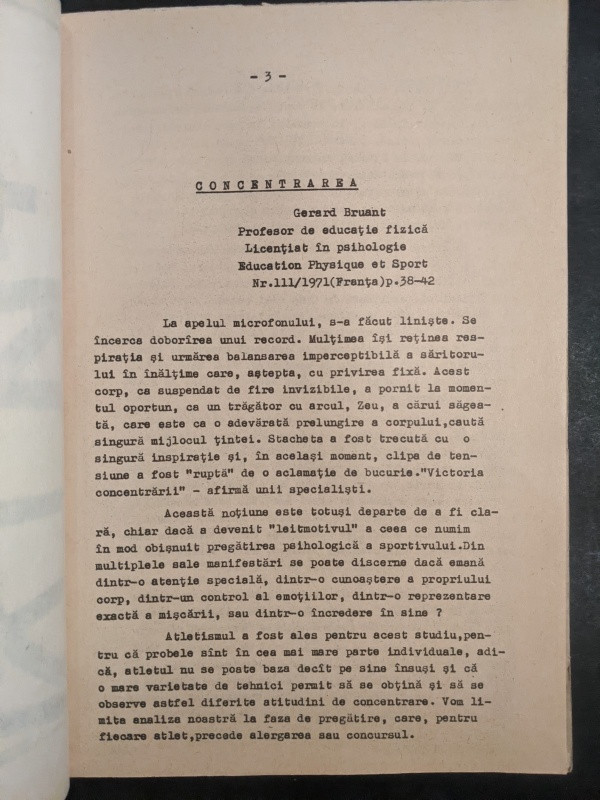 - 3 -
CONCENTRAREA
Gerard Bruant
Profesor de educaţie fizică
Licenţiat în psihologie
Education Physique et Sport
Nr.111/1971(Franţa)p.38-42
La apelul microfonului, s-a făcut linişte. Se
încerca doborîrea unui record. Mulţimea îşi reţinea res-
piraţia şi urmărea balansarea imperceptibilă a săritoru-
lui în înălţime care, aştepta, cu privirea fixă. Acest
corp, ca suspendat de fire invizibile, a pornit la momen-
tul oportun, ca un trăgător cu arcul, Zeu, a cărui săgea-
tă, care este ca o adevărată prelungire a corpului,caută
singură mijlocul ţintei. Stacheta a fost trecută cu o
singură inspiraţie şi, în acelaşi moment, clipa de ten-
siune a fost "ruptă" de o aclamaţie de bucurie."Victoria
concentrării" - afirmă unii specialişti.
Această noţiune este totuşi departe de a fi cla-
ră, chiar dacă a devenit "leitmotivul" a ceea ce numim
în mod obişnuit pregătirea psihologică a sportivului.Din
multiplele sale manifestări se poate discerne dacă emană
dintr-o atenţie specială, dintr-o cunoaştere a propriului
corp, dintr-un control al emoţiilor, dintr-o reprezentare
exactă a mişcării, sau dintr-o încredere în sine ?
Atletismul a fost ales pentru acest studiu,pen-
tru că probele sînt în cea mai mare parte individuale, adi-
că, atletul nu se poate baza decît pe sine însuşi şi că
o mare varietate de tehnici permit să se obţină şi să se
observe astfel diferite atitudini de concentrare. Vom li-
mita analiza noastră la faza de pregătire, care, pentru
fiecare atlet,precede alergarea sau concursul.